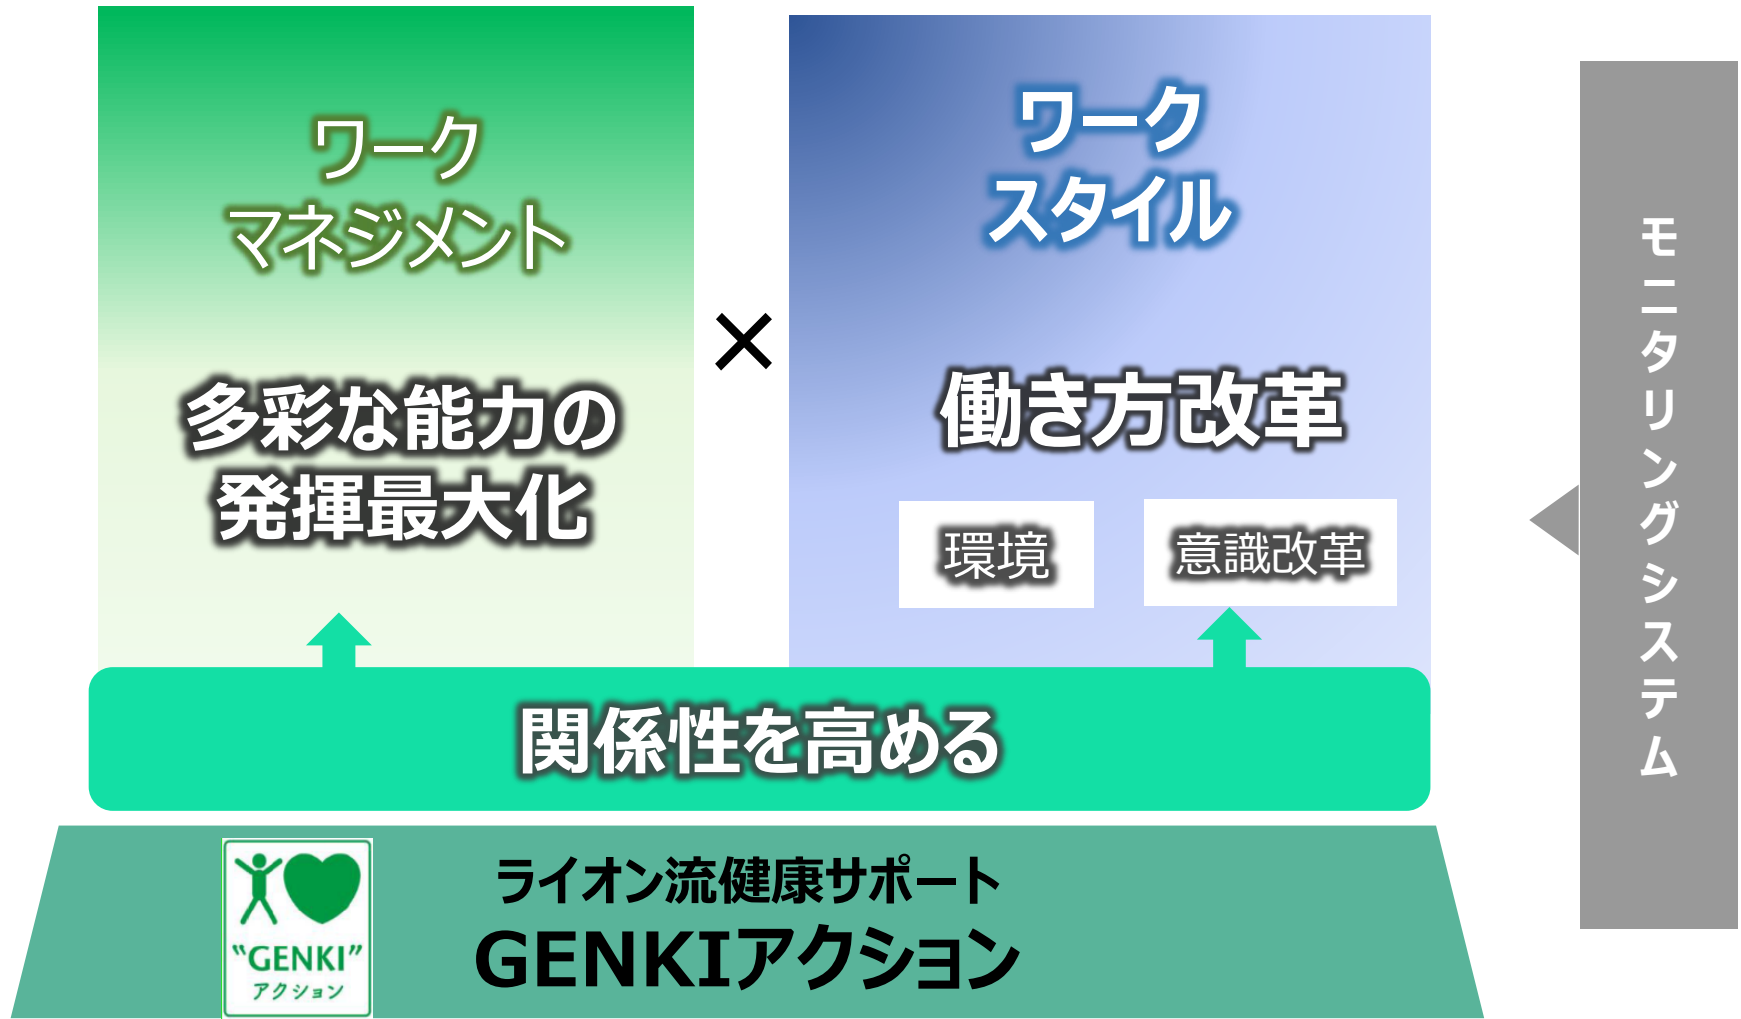 ワーク
マネジメント
多彩な能力の
発揮最大化
×
ワーク
スタイル
働き方改革
環境
意識改革
関係性を高める
ライオン流健康サポート
GENKIアクション
“GENKI”
アクション
モニタリングシステム